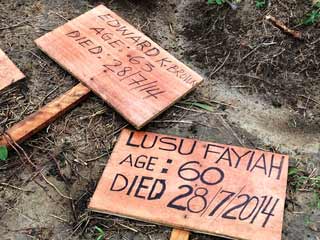 EDWARD
AGE: 63
DIED: 28/7/14
LUSU FAYIAH
AGE: 60
DIED 28/7/2014